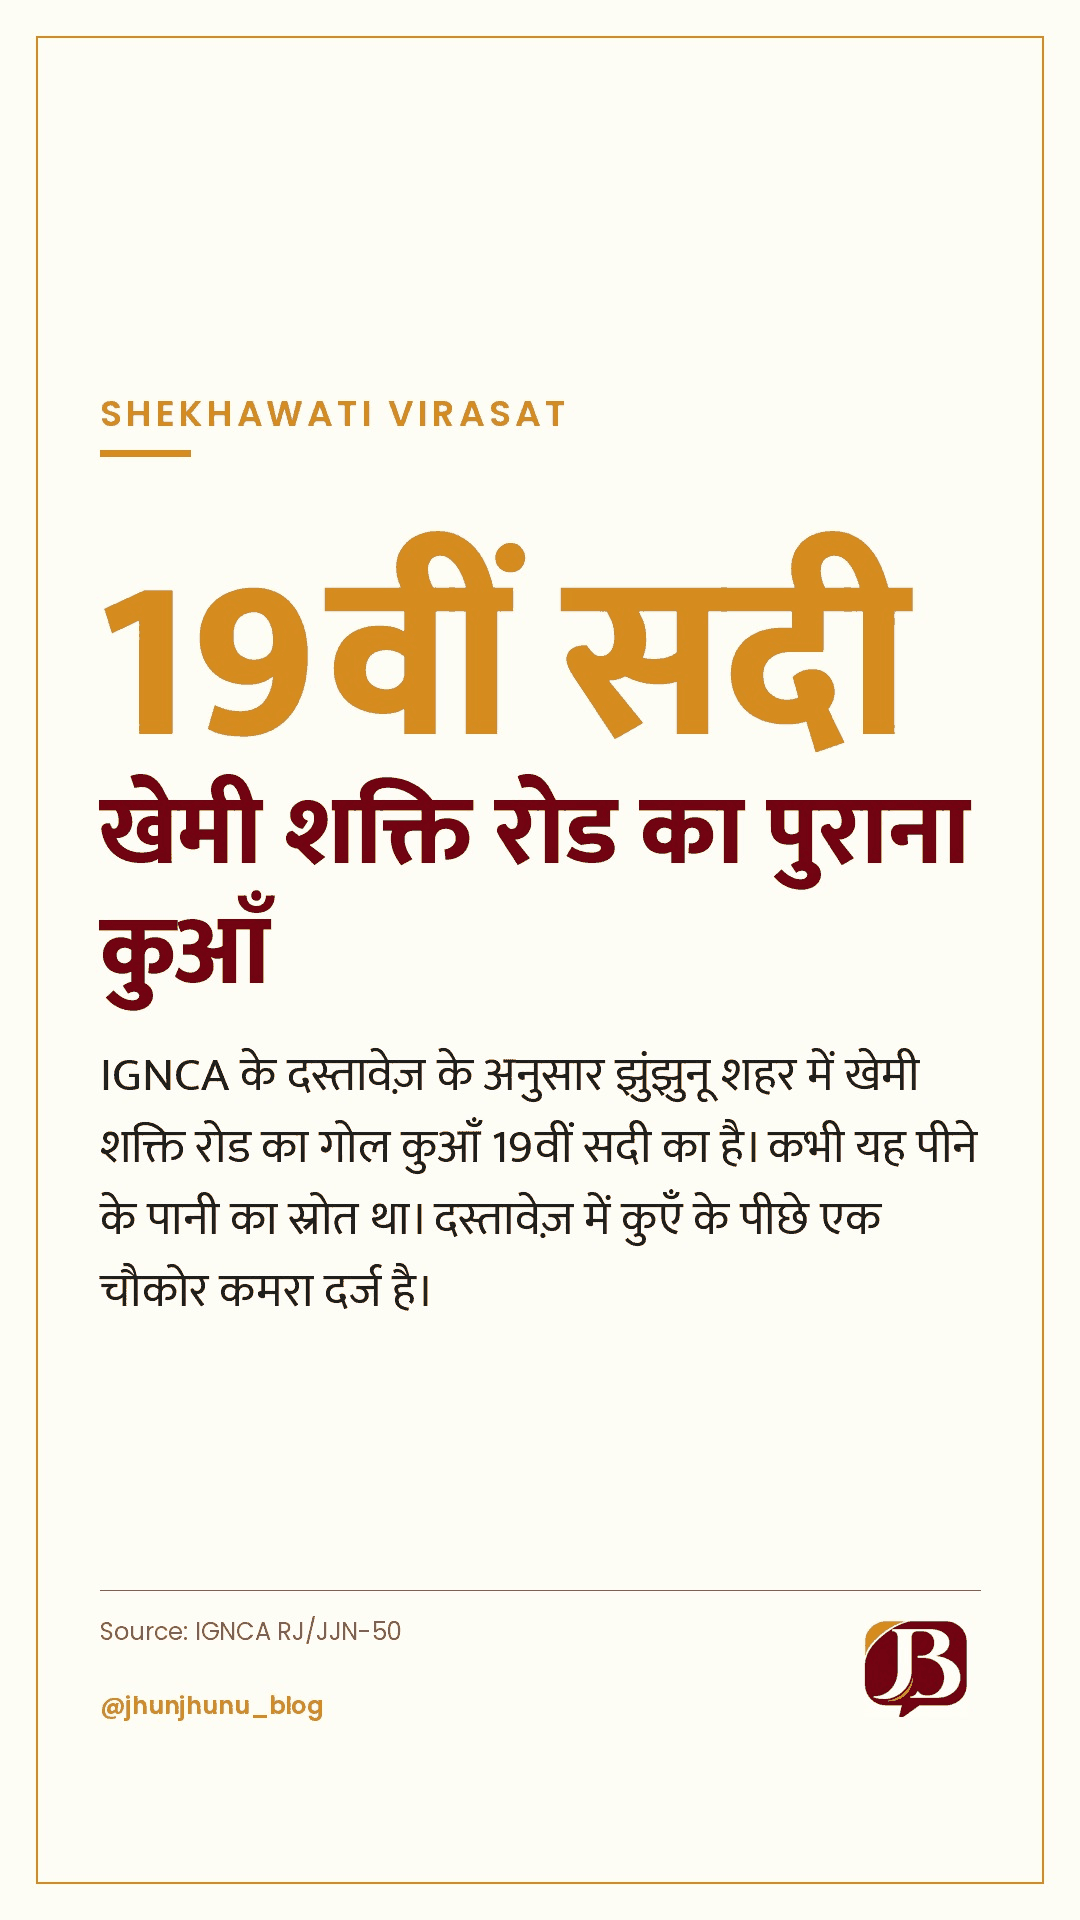 SHEKHAWATI VIRASAT
19वीं सदी
खेमी शक्ति रोड का पुराना
कुआँ
IGNCA के दस्तावेज़ के अनुसार झुंझुनू शहर में खेमी
शक्ति रोड का गोल कुआँ 19वीं सदी का है। कभी यह पीने
के पानी का स्रोत था। दस्तावेज़ में कुएँ के पीछे एक
चौकोर कमरा दर्ज है।
Source: IGNCA RJ/JJN-50
JB
@jhunjhunu_blog